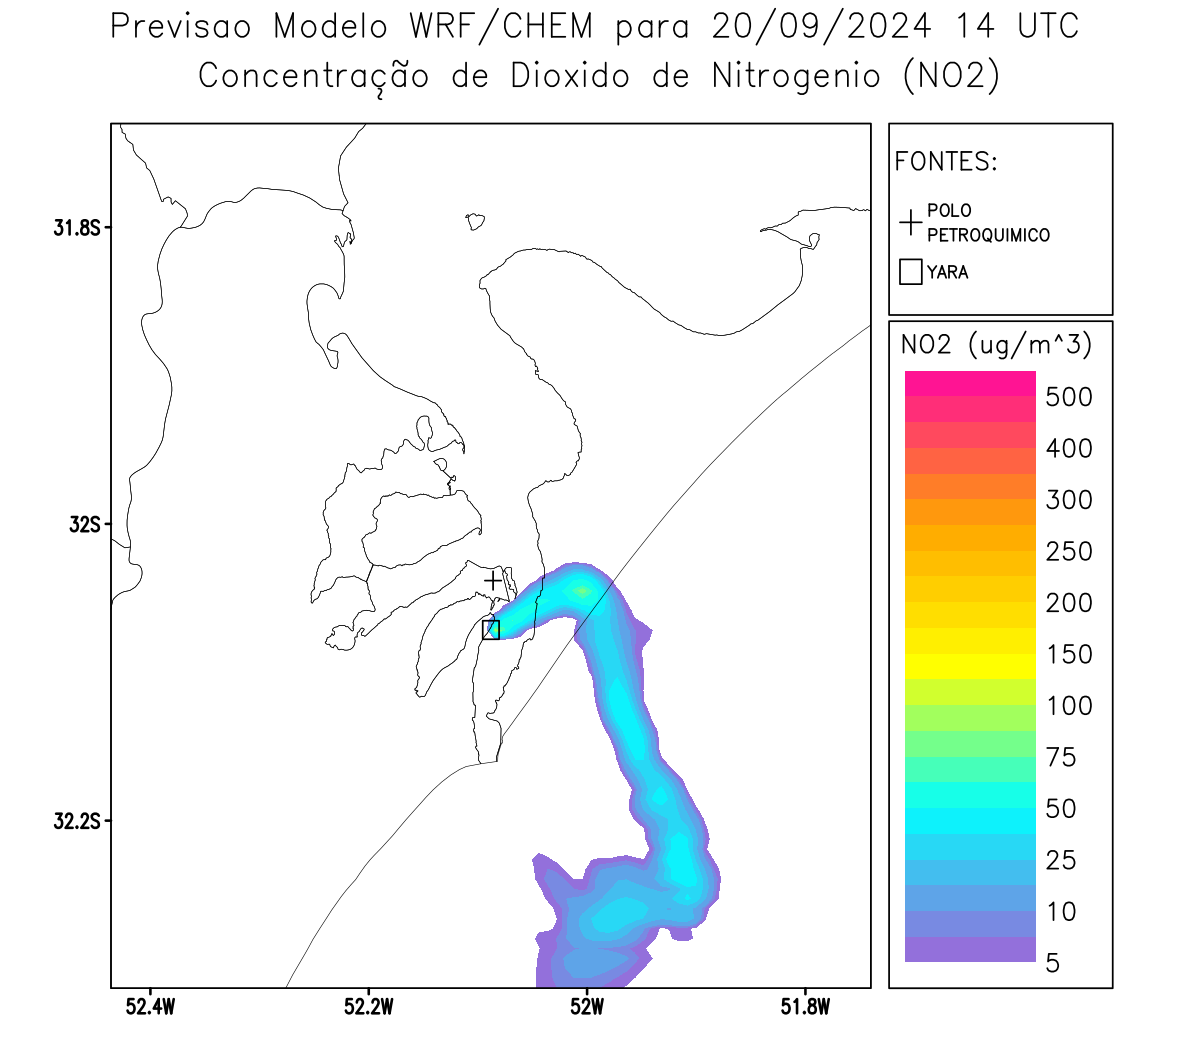 Previsao Modelo WRF/CHEM para 20/09/2024 14 UTC
Concentração de Dioxido de Nitrogenio (NO2)
FONTES:
POLO
PETROQUIMICO
YARA
NO2 (ug/m^3)
500
400
300
250
200
150
100
75
50
25
10
5
31.8S
32S
32.2S
52.4W
52.2W
52W
51.8W